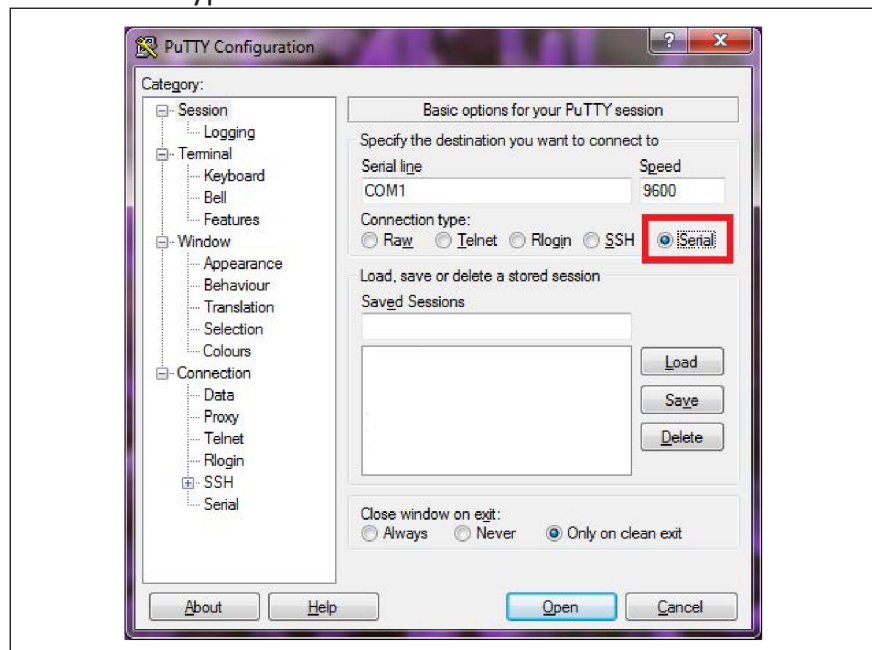 PuTTY Configuration
Category:
Session
Logging
Terminal
Keyboard
Bell
Features
Window
Appearance
Behaviour
Translation
Selection
Colours
Connection
Data
Proxy
Telnet
Rlogin
SSH
Serial
Basic options for your PuTTY session
Specify the destination you want to connect to
Serial line Speed
COM1 9600
Connection type:
Raw Telnet Rlogin SSH Serial
Load, save or delete a stored session
Saved Sessions
Load
Save
Delete
Close window on exit:
Always Never Only on clean exit
About Help Open Cancel